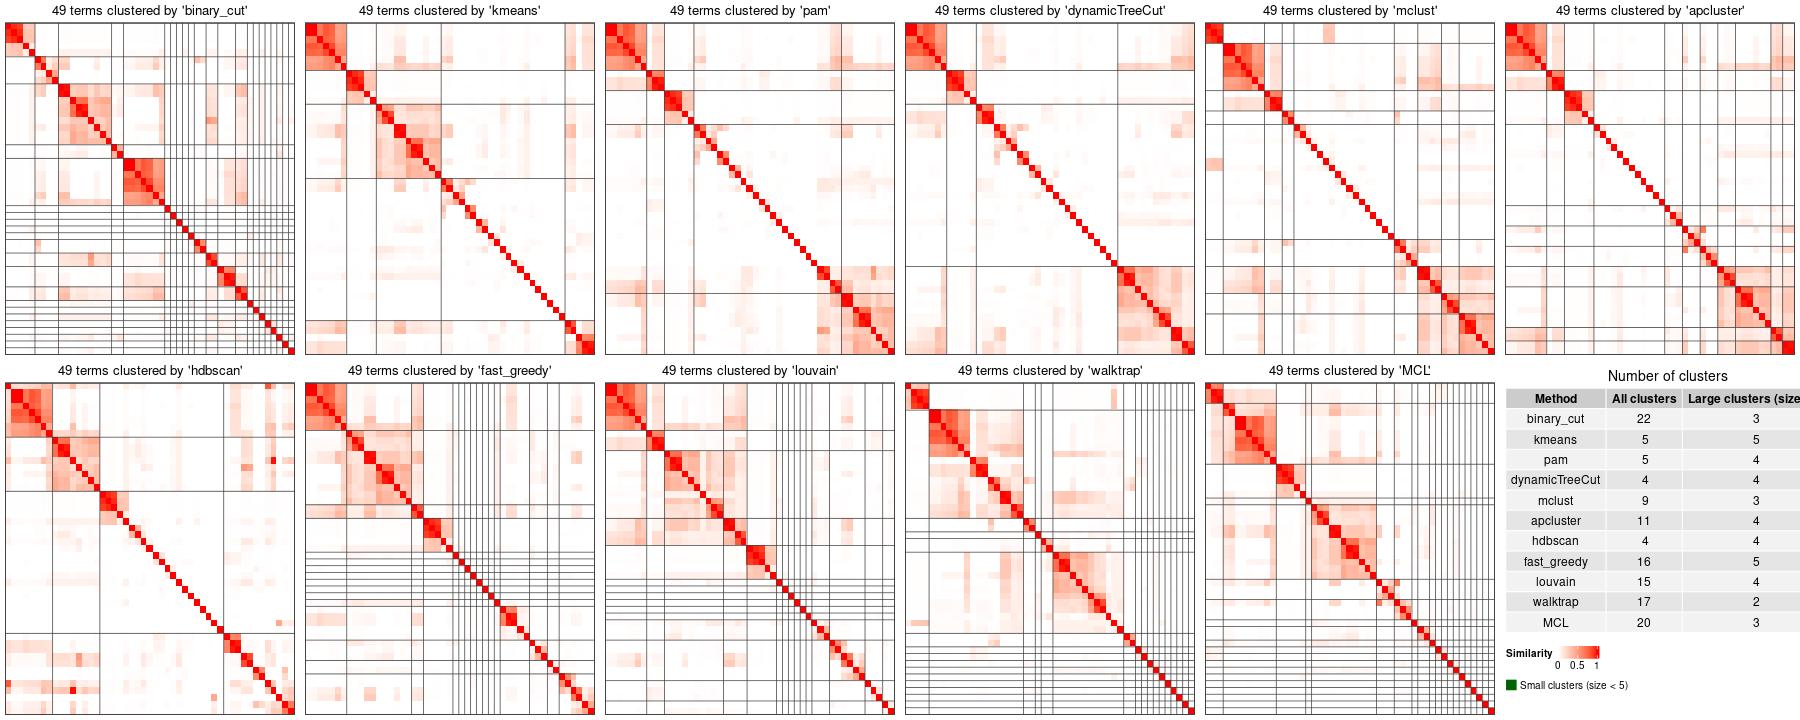 49 terms clustered by 'binary_cut'
49 terms clustered by 'kmeans'
49 terms clustered by 'pam'
49 terms clustered by 'dynamicTreeCut'
49 terms clustered by 'mclust'
49 terms clustered by 'apcluster'
49 terms clustered by 'hdbscan'
49 terms clustered by 'fast_greedy'
49 terms clustered by 'louvain'
49 terms clustered by 'walktrap'
49 terms clustered by 'MCL'
Number of clusters
Method All clusters Large clusters (size
binary_cut 22 3
kmeans 5 5
pam 5 4
dynamicTreeCut 4 4
mclust 9 3
apcluster 11 4
hdbscan 4 4
fast_greedy 16 5
louvain 15 4
walktrap 17 2
MCL 20 3
Similarity
0 0.5 1
Small clusters (size < 5)